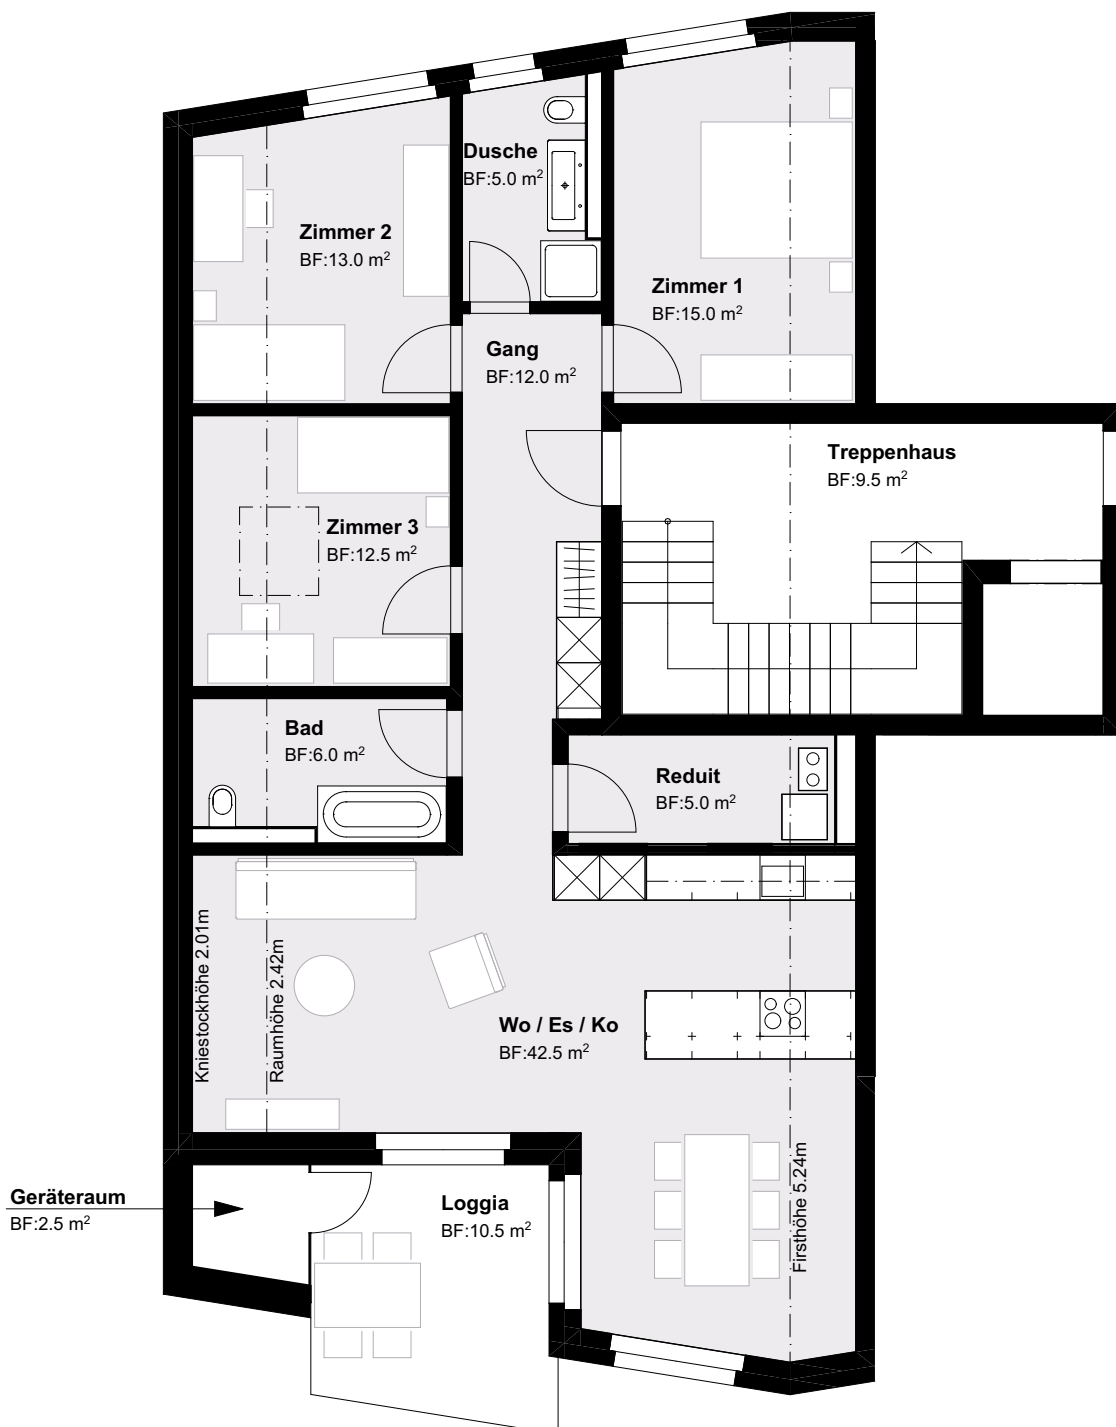 Dusche
BF:5.0 m²
Zimmer 2
BF:13.0 m²
Zimmer 1
BF:15.0 m²
Gang
BF:12.0 m²
Treppenhaus
BF:9.5 m²
Zimmer 3
BF:12.5 m²
Bad
BF:6.0 m²
Reduit
BF:5.0 m²
Kniestockhöhe 2.01m
Raumhöhe 2.42m
Wo / Es / Ko
BF:42.5 m²
Firsthöhe 5.24m
Geräteraum
BF:2.5 m²
Loggia
BF:10.5 m²